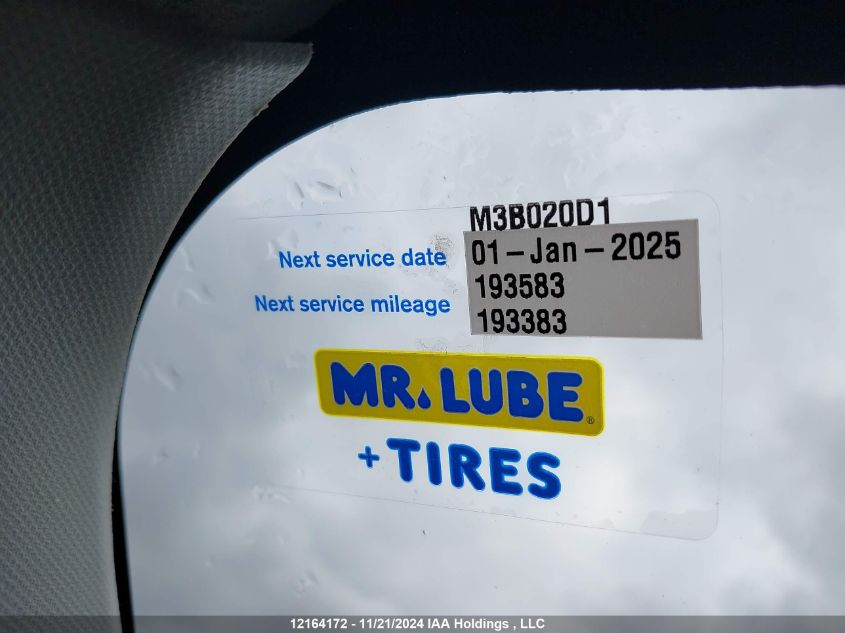 M3B020D1
Next service date 01-Jan-2025
Next service mileage 193583
193383
MR. LUBE®
+ TIRES
12164172 - 11/21/2024 IAA Holdings , LLC